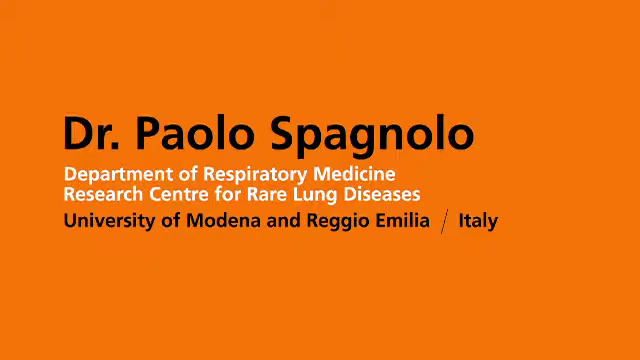 Dr. Paolo Spagnolo
Department of Respiratory Medicine
Research Centre for Rare Lung Diseases
University of Modena and Reggio Emilia / Italy